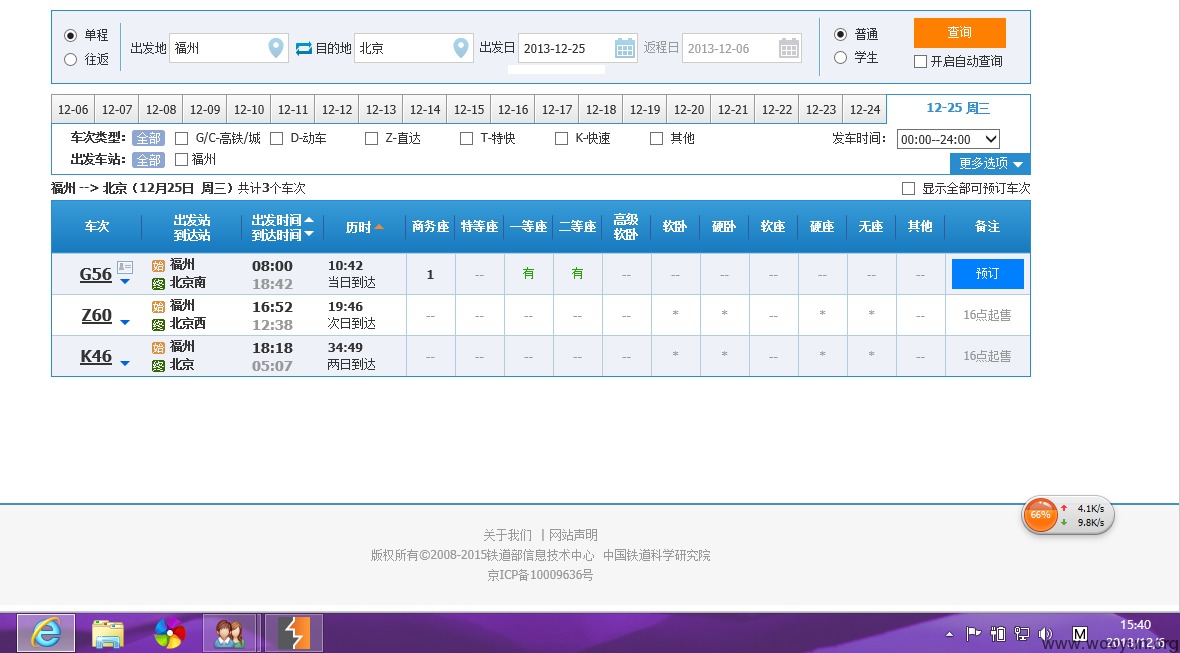 单程
往返
出发地 福州 目的地 北京 出发日 2013-12-25 返程日 2013-12-06
普通
学生
查询
开启自动查询
12-06 12-07 12-08 12-09 12-10 12-11 12-12 12-13 12-14 12-15 12-16 12-17 12-18 12-19 12-20 12-21 12-22 12-23 12-24 12-25 周三
车次类型: 全部 G/C-高铁/城 D-动车 Z-直达 T-特快 K-快速 其他 发车时间: 00:00--24:00
出发车站: 全部 福州
更多选项
福州 --> 北京（12月25日 周三）共计3个车次 显示全部可预订车次
车次 出发站 到达站 出发时间 到达时间 历时 商务座 特等座 一等座 二等座 高级软卧 软卧 硬卧 软座 硬座 无座 其他 备注
G56 始 福州 08:00 10:42 1 -- 有 有 -- -- -- -- -- -- -- 预订
终 北京南 18:42 当日到达
Z60 始 福州 16:52 19:46 -- -- -- -- -- * * -- * * -- 16点起售
终 北京西 12:38 次日到达
K46 始 福州 18:18 34:49 -- -- -- -- -- * * -- * * -- 16点起售
终 北京 05:07 两日到达
66% 4.1K/s
9.8K/s
关于我们 | 网站声明
版权所有©2008-2015铁道部信息技术中心 中国铁道科学研究院
京ICP备10009636号
M
15:40
2013/12/6